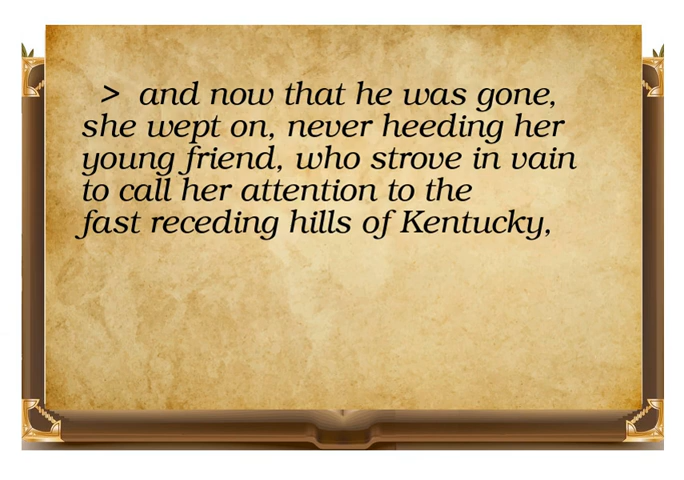 > and now that he was gone,
she wept on, never heeding her
young friend, who strove in vain
to call her attention to the
fast receding hills of Kentucky,